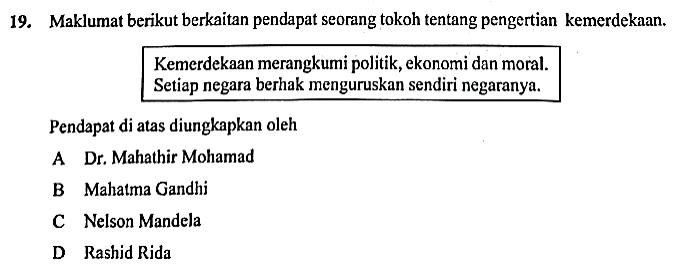 19. Maklumat berikut berkaitan pendapat seorang tokoh tentang pengertian kemerdekaan.
Kemerdekaan merangkumi politik, ekonomi dan moral.
Setiap negara berhak menguruskan sendiri negaranya.
Pendapat di atas diungkapkan oleh
A Dr. Mahathir Mohamad
B Mahatma Gandhi
C Nelson Mandela
D Rashid Rida